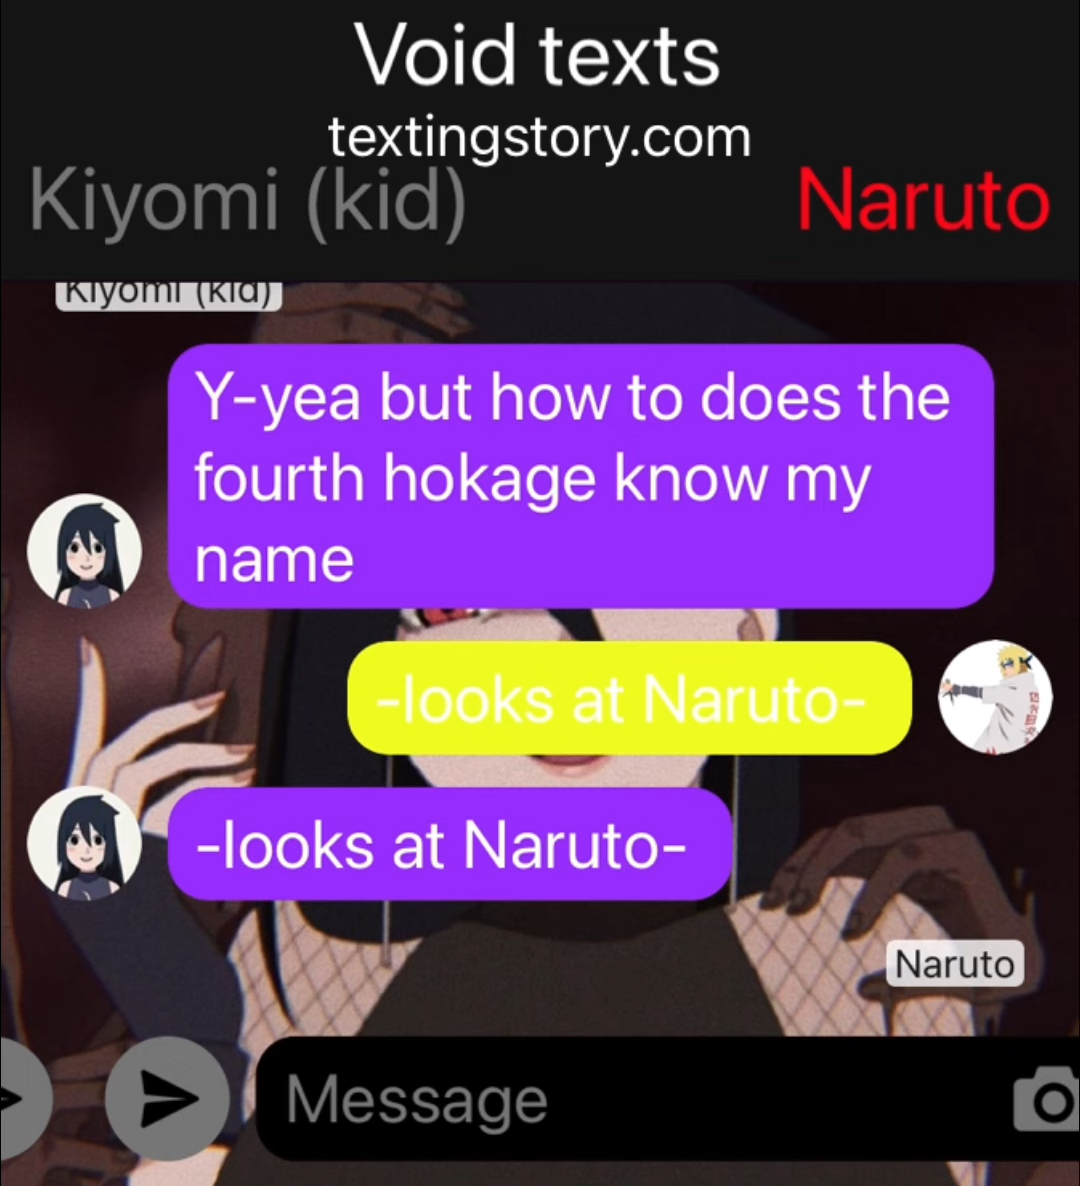 Void texts
textingstory.com
Kiyomi (kid)
Naruto
Kiyomi (kid)
Y-yea but how to does the
fourth hokage know my
name
-looks at Naruto-
-looks at Naruto-
Naruto
Message